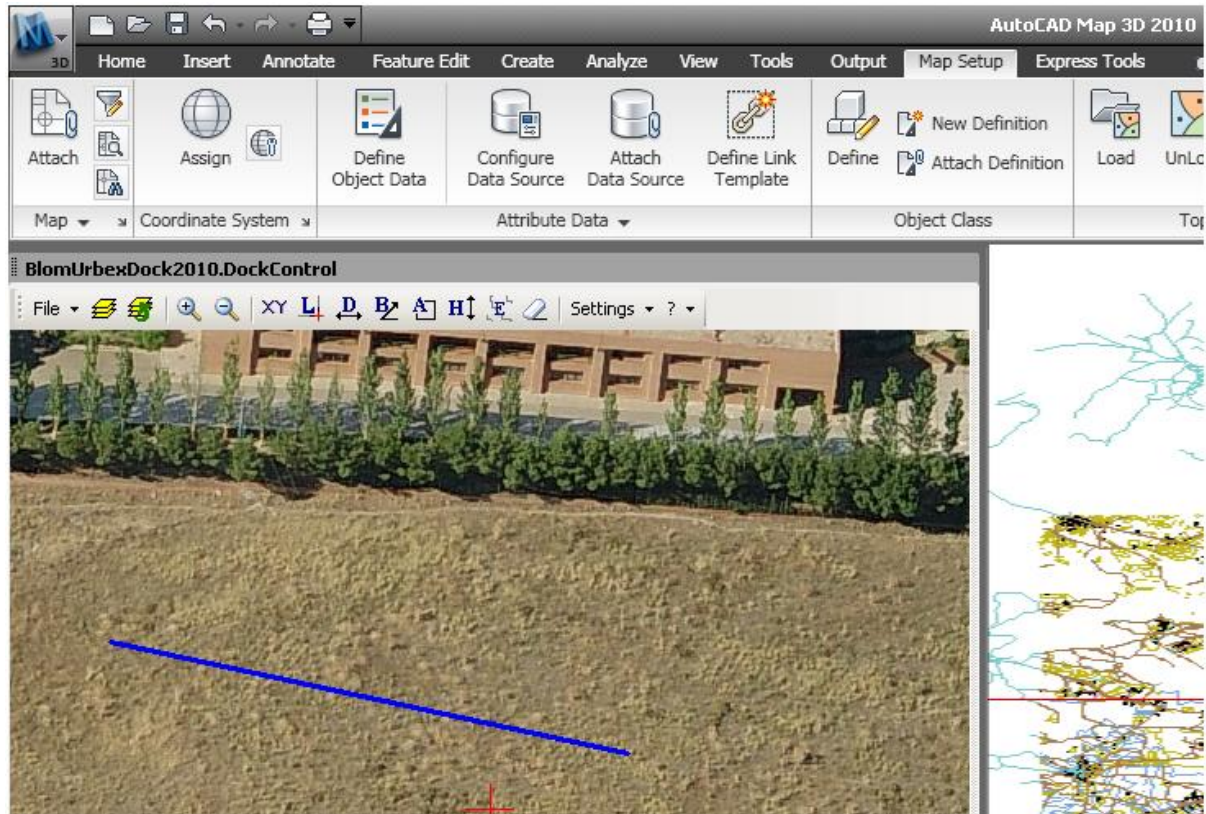 AutoCAD Map 3D 2010
3D Home Insert Annotate Feature Edit Create Analyze View Tools Output Map Setup Express Tools
Attach Assign Define Object Data Configure Data Source Attach Data Source Define Link Template Define New Definition Attach Definition Load UnLo
Map Coordinate System Attribute Data Object Class Top
BlomUrbexDock2010.DockControl
File XY L D B A H E Settings ?